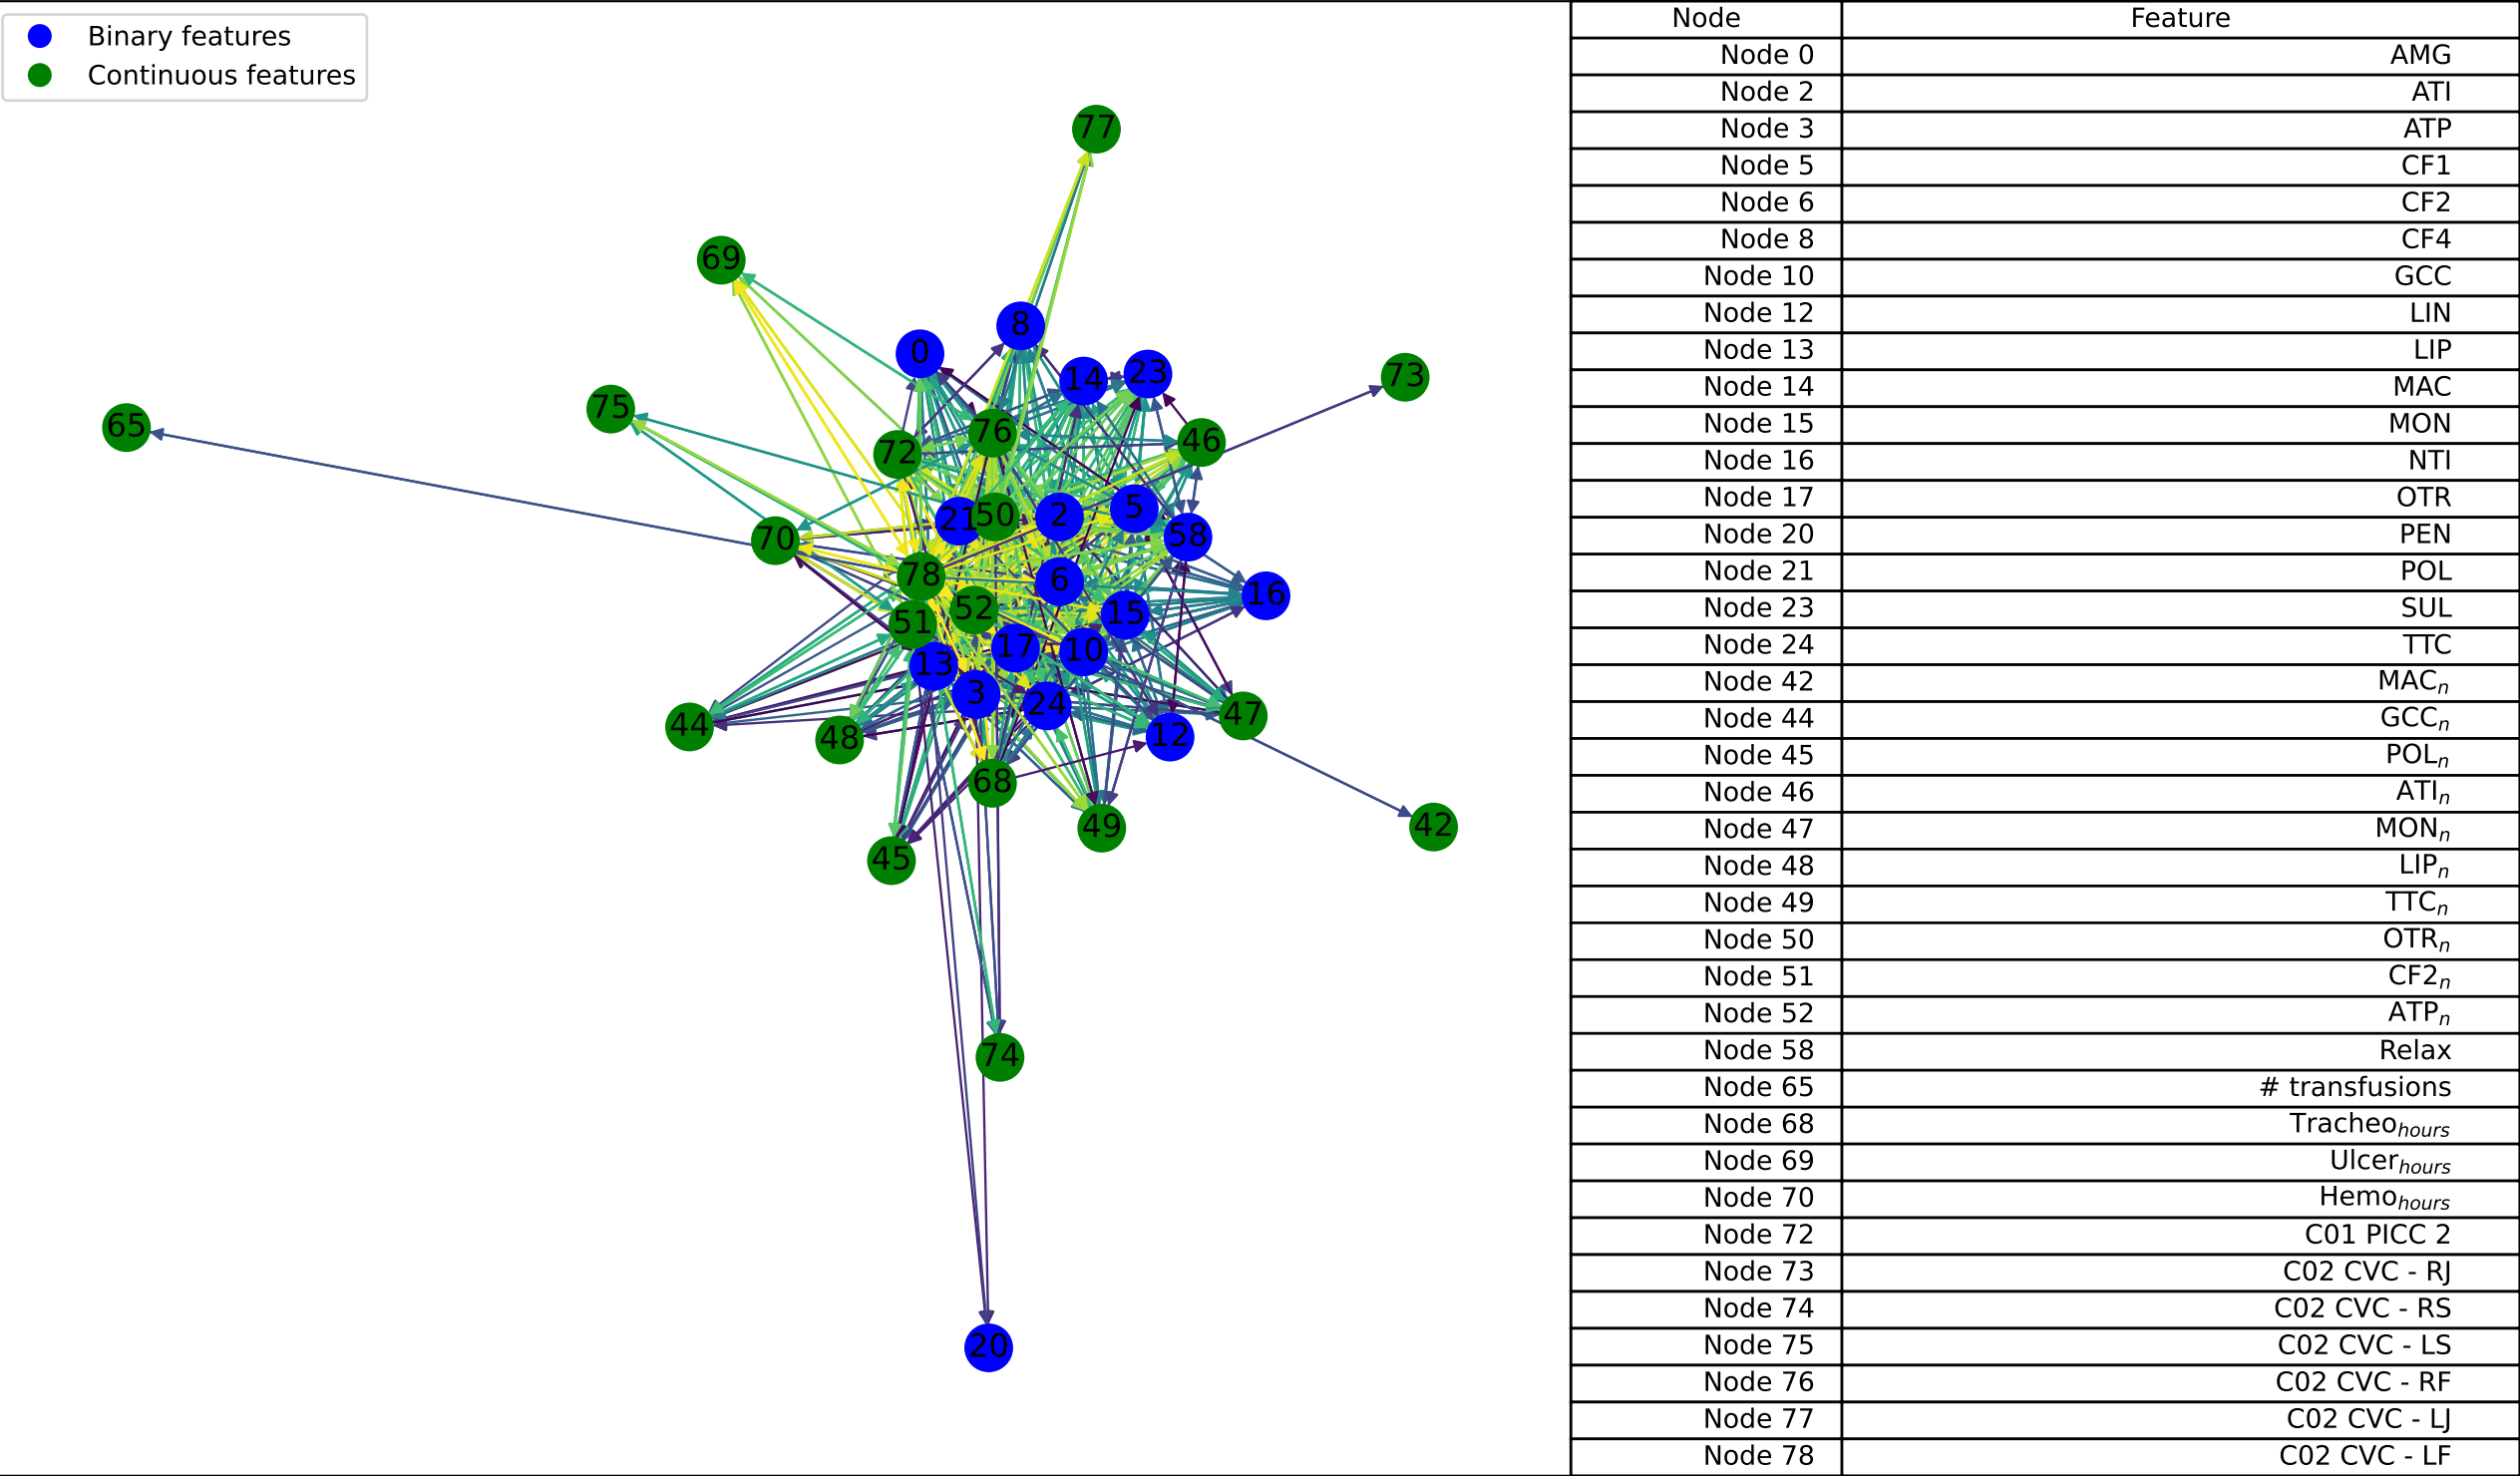 Binary features
Continuous features
77
69
8
0
14
23
73
75
65
76
46
72
21
50
2
5
58
70
78
6
16
52
15
51
17
10
13
3
24
44
48
12
47
68
49
42
45
74
20
Node Feature
Node 0 AMG
Node 2 ATI
Node 3 ATP
Node 5 CF1
Node 6 CF2
Node 8 CF4
Node 10 GCC
Node 12 LIN
Node 13 LIP
Node 14 MAC
Node 15 MON
Node 16 NTI
Node 17 OTR
Node 20 PEN
Node 21 POL
Node 23 SUL
Node 24 TTC
Node 42 MACn
Node 44 GCCn
Node 45 POLn
Node 46 ATIn
Node 47 MONn
Node 48 LIPn
Node 49 TTCn
Node 50 OTRn
Node 51 CF2n
Node 52 ATPn
Node 58 Relax
Node 65 # transfusions
Node 68 Tracheohours
Node 69 Ulcerhours
Node 70 Hemohours
Node 72 C01 PICC 2
Node 73 C02 CVC - RJ
Node 74 C02 CVC - RS
Node 75 C02 CVC - LS
Node 76 C02 CVC - RF
Node 77 C02 CVC - LJ
Node 78 C02 CVC - LF